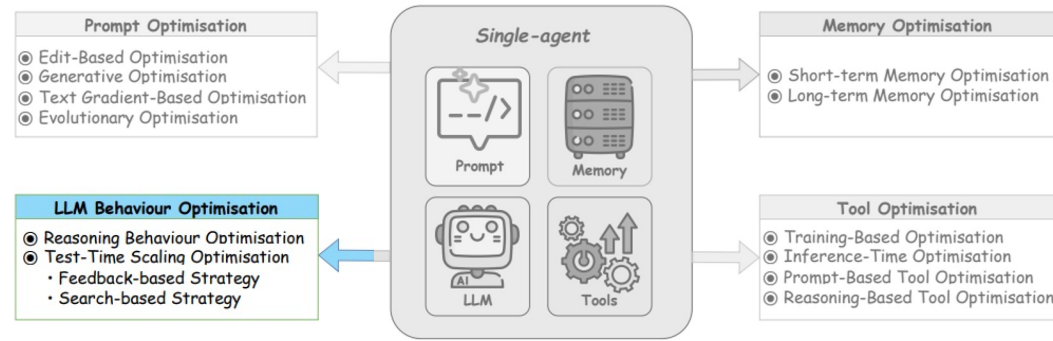 Prompt Optimisation
Edit-Based Optimisation
Generative Optimisation
Text Gradient-Based Optimisation
Evolutionary Optimisation
LLM Behaviour Optimisation
Reasoning Behaviour Optimisation
Test-Time Scaling Optimisation
· Feedback-based Strategy
· Search-based Strategy
Single-agent
--/>
Prompt
Memory
AI
LLM
Tools
Memory Optimisation
Short-term Memory Optimisation
Long-term Memory Optimisation
Tool Optimisation
Training-Based Optimisation
Inference-Time Optimisation
Prompt-Based Tool Optimisation
Reasoning-Based Tool Optimisation